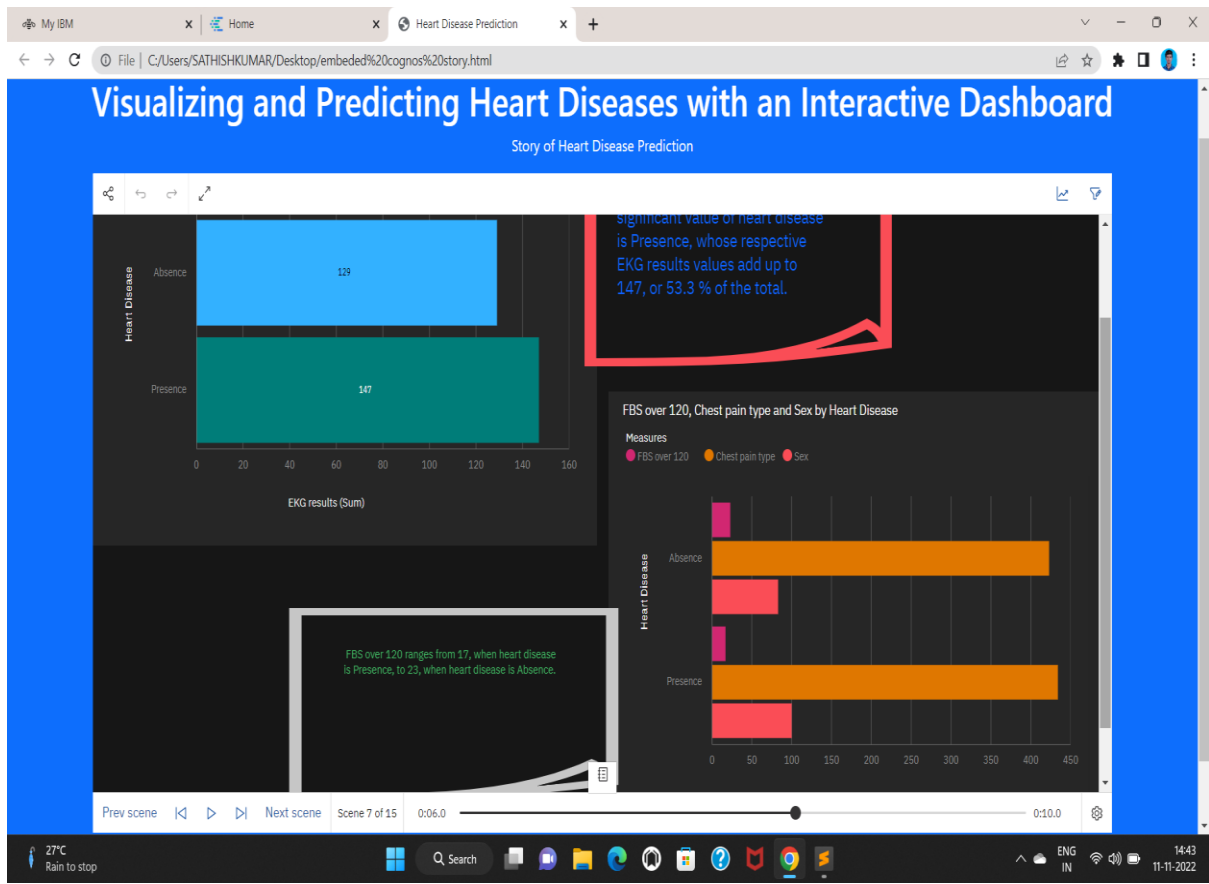 My IBM
Home
Heart Disease Prediction
File | C:/Users/SATHISHKUMAR/Desktop/embeded%20cognos%20story.html
Visualizing and Predicting Heart Diseases with an Interactive Dashboard
Story of Heart Disease Prediction
Heart Disease
Absence
129
Presence
147
0 20 40 60 80 100 120 140 160
EKG results (Sum)
significant value of heart disease
is Presence, whose respective
EKG results values add up to
147, or 53.3 % of the total.
FBS over 120, Chest pain type and Sex by Heart Disease
Measures
FBS over 120 Chest pain type Sex
Heart Disease
Absence
Presence
0 50 100 150 200 250 300 350 400 450
FBS over 120 ranges from 17, when heart disease
is Presence, to 23, when heart disease is Absence.
Prev scene Next scene Scene 7 of 15 0:06.0 0:10.0
27°C
Rain to stop
Search
ENG
IN
14:43
11-11-2022